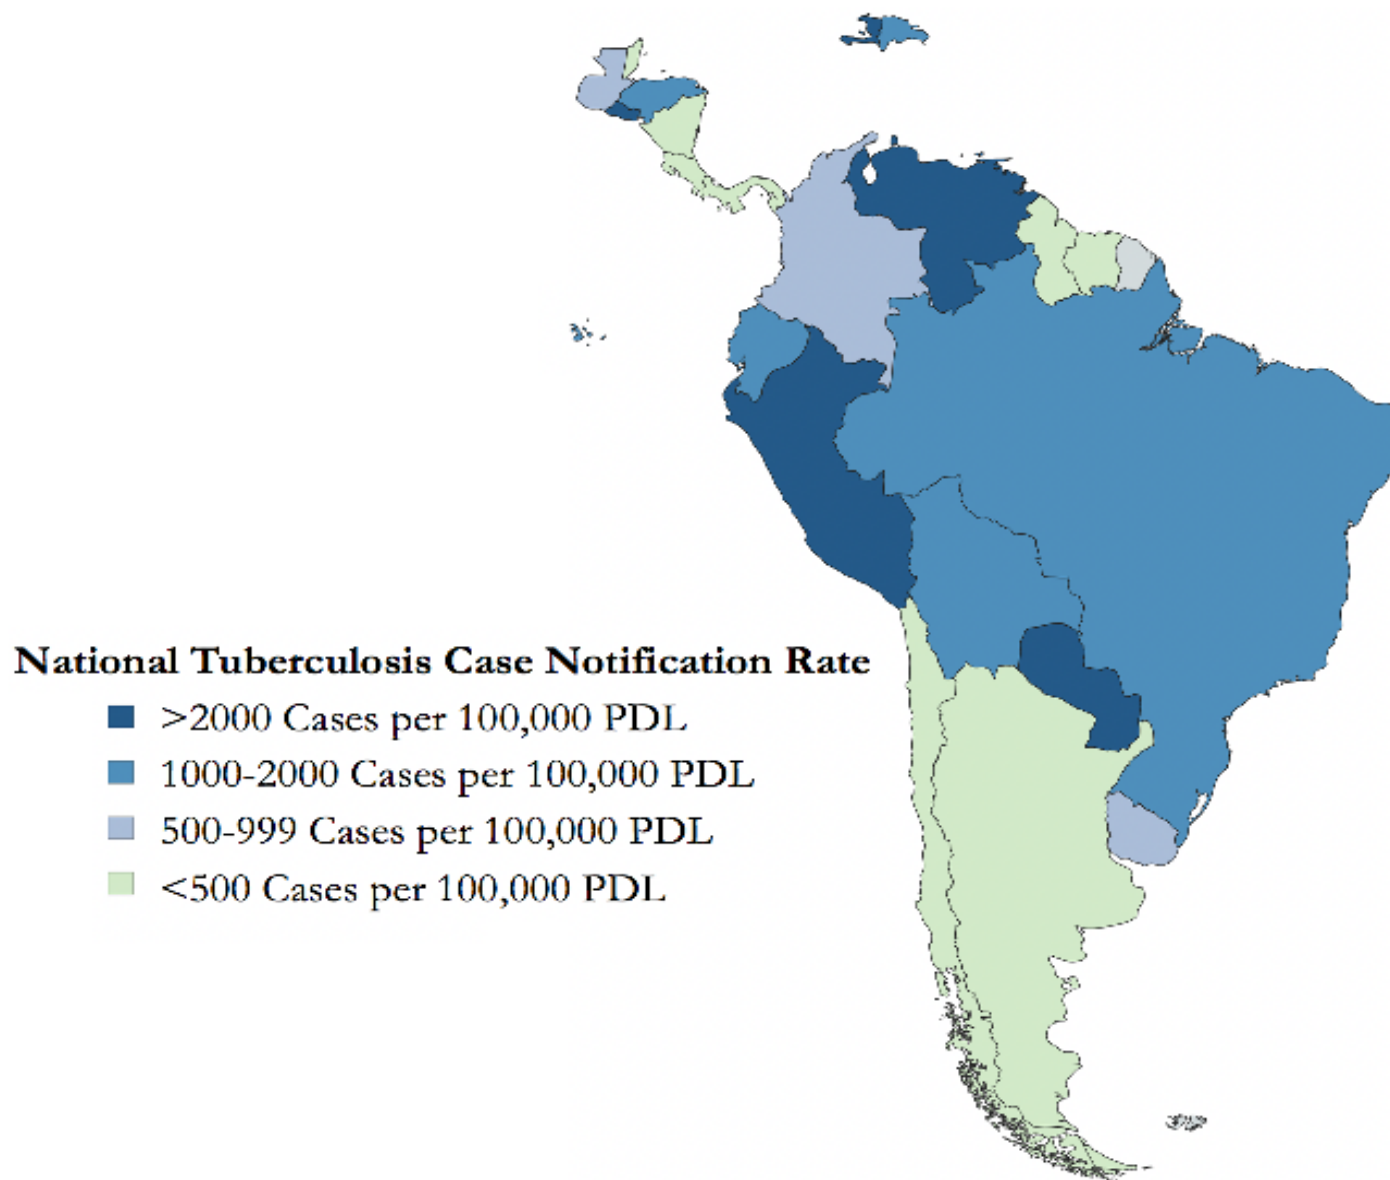 National Tuberculosis Case Notification Rate
>2000 Cases per 100,000 PDL
1000-2000 Cases per 100,000 PDL
500-999 Cases per 100,000 PDL
<500 Cases per 100,000 PDL